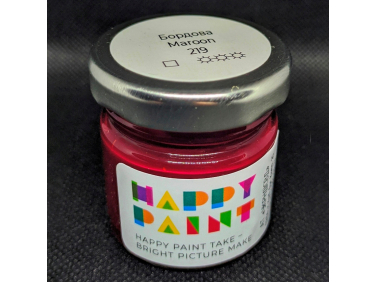 Бордова
Maroon
219
HAPPY
PAINT
HAPPY PAINT TAKE –
BRIGHT PICTURE MAKE